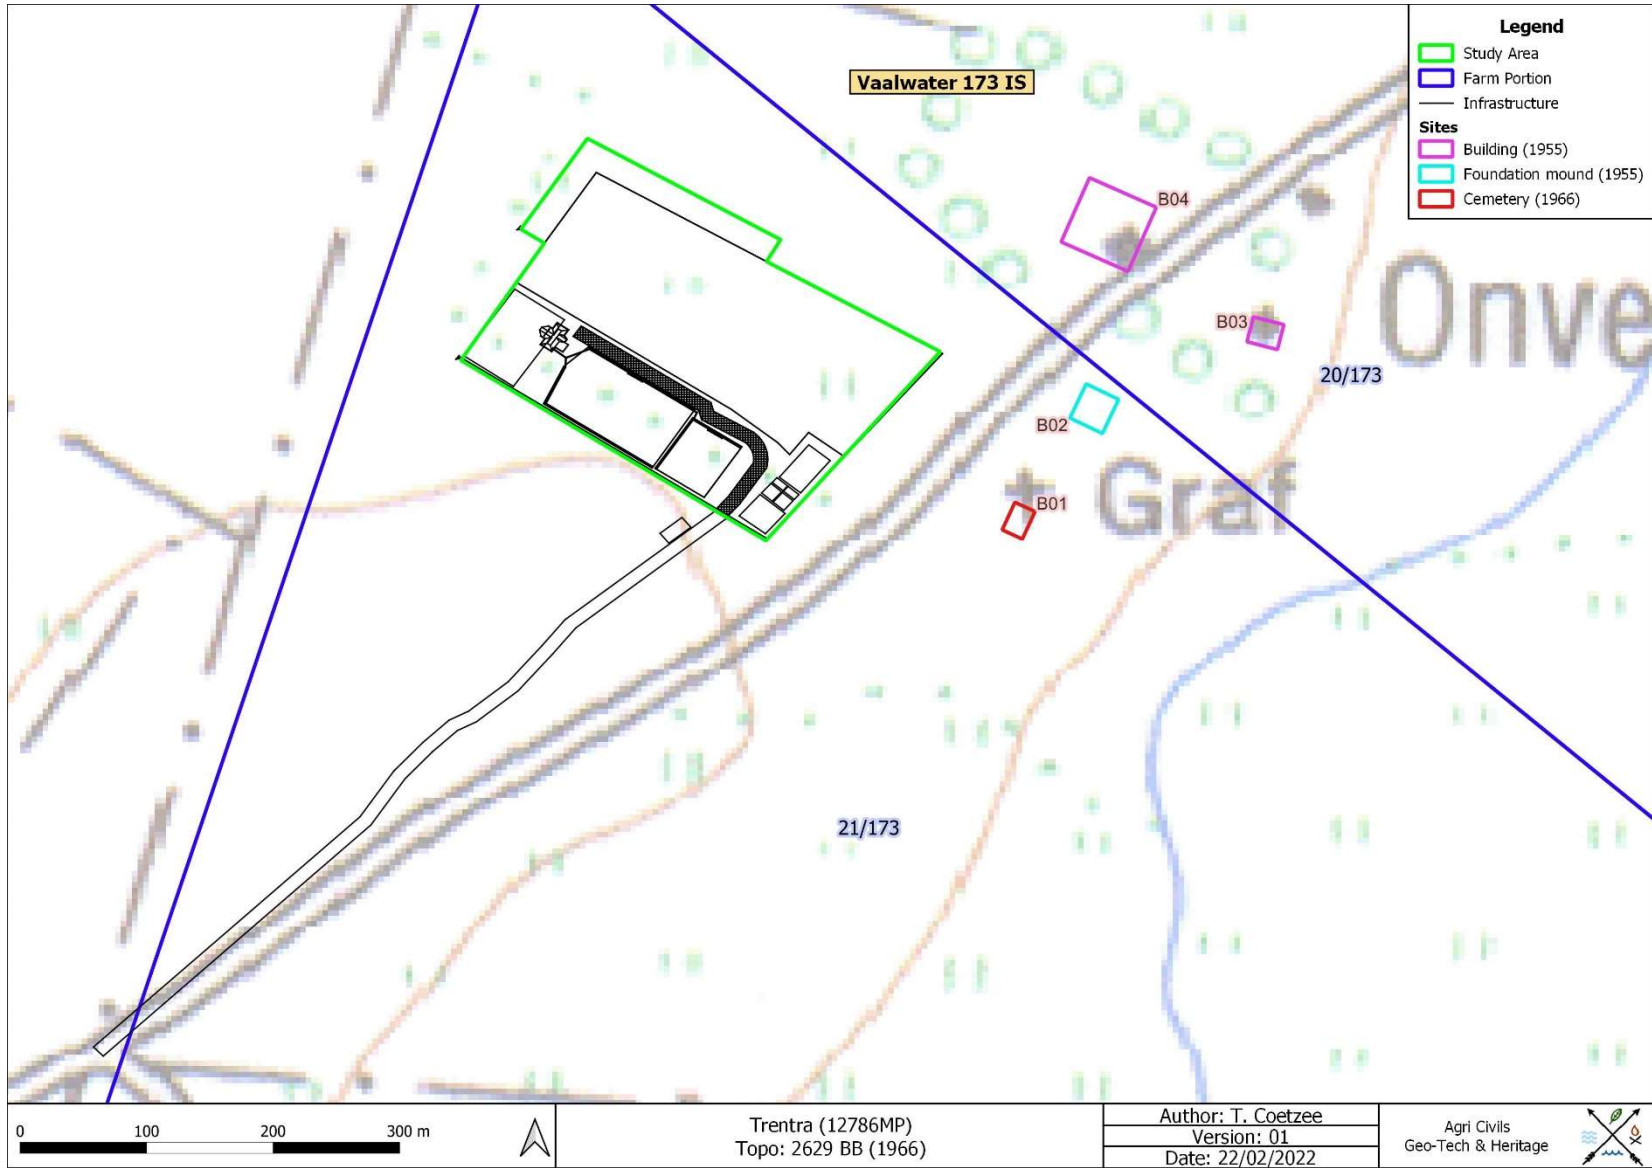 Legend
Study Area
Farm Portion
Infrastructure
Sites
Building (1955)
Foundation mound (1955)
Cemetery (1966)
Vaalwater 173 IS
B04
B03
Onve
20/173
B02
B01
Graf
21/173
0 100 200 300 m
Trentra (12786MP)
Topo: 2629 BB (1966)
Author: T. Coetzee
Version: 01
Date: 22/02/2022
Agri Civils
Geo-Tech & Heritage